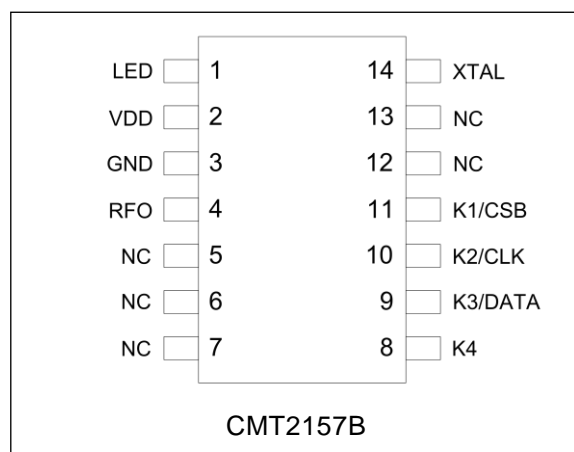 LED 1 14 XTAL
VDD 2 13 NC
GND 3 12 NC
RFO 4 11 K1/CSB
NC 5 10 K2/CLK
NC 6 9 K3/DATA
NC 7 8 K4
CMT2157B